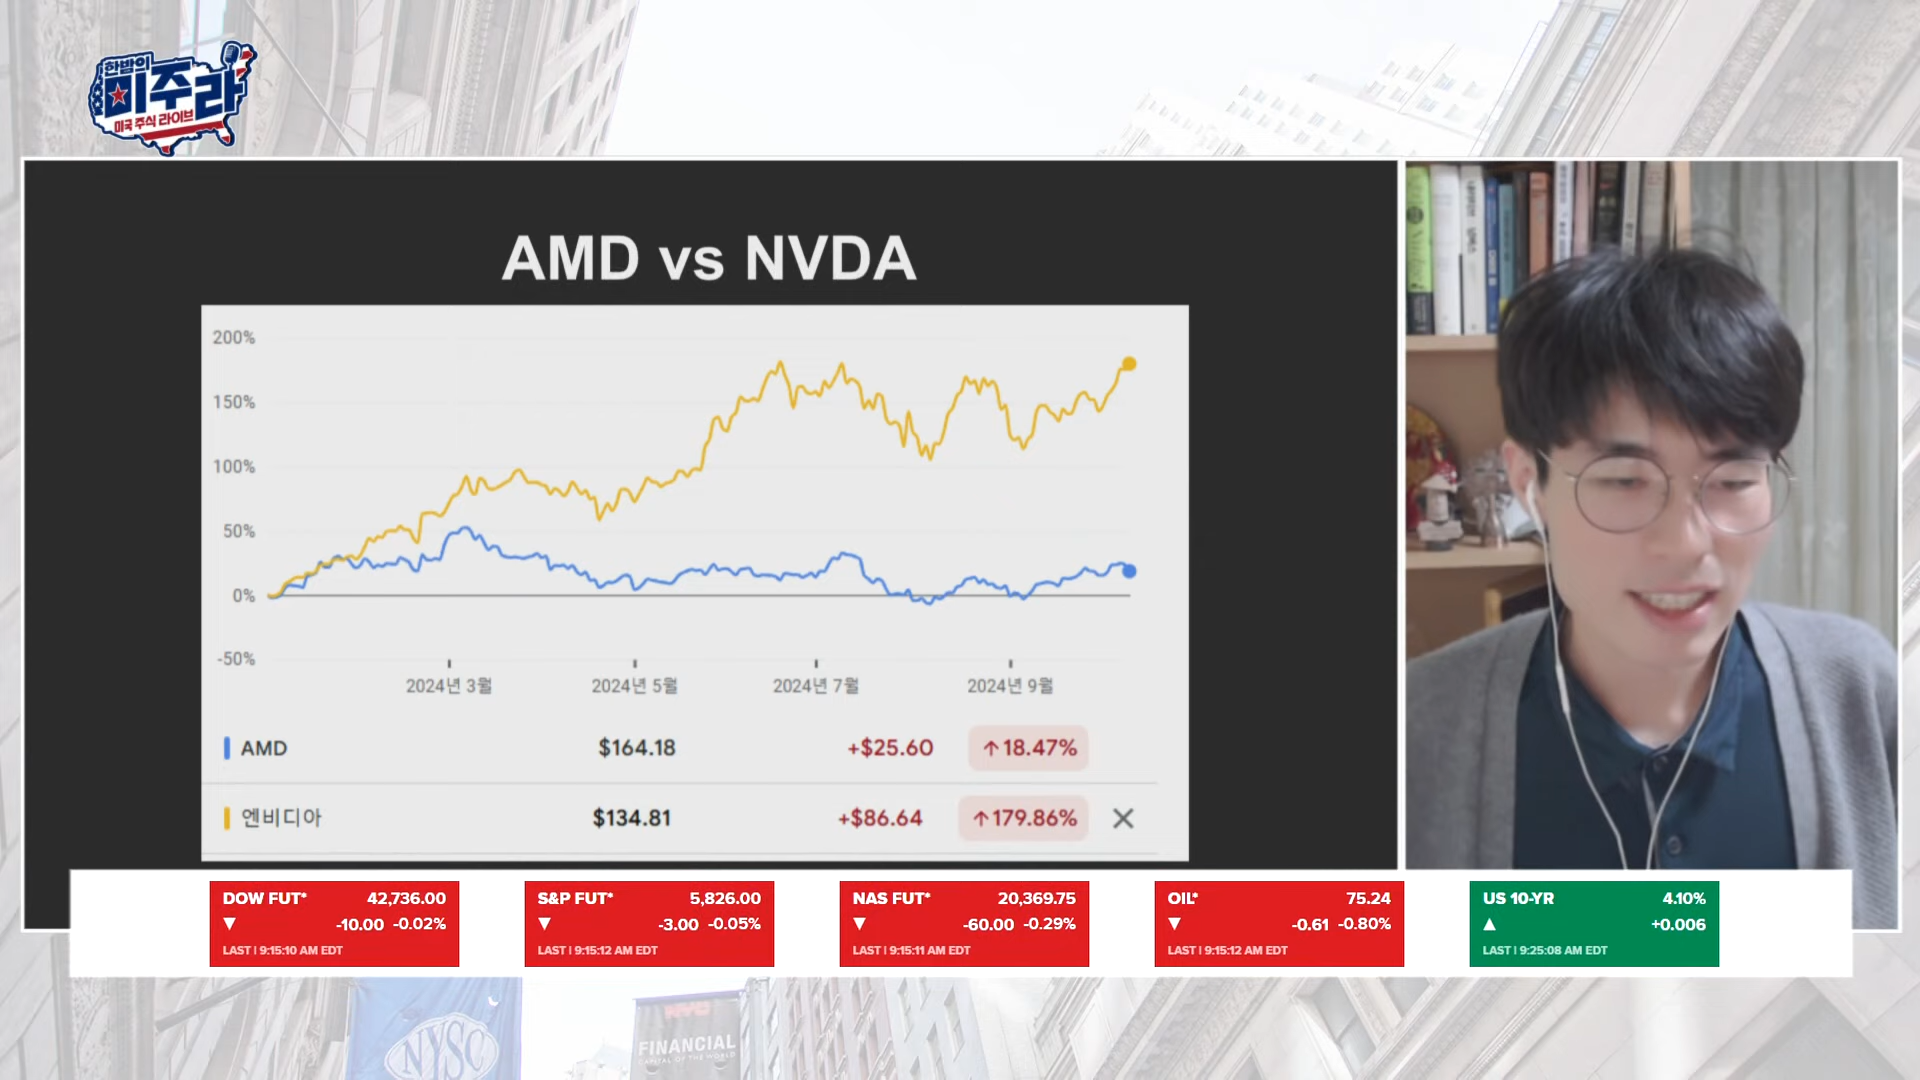 한밤의
미주라
미국 주식 라이브
AMD vs NVDA
200%
150%
100%
50%
0%
-50%
2024년 3월 2024년 5월 2024년 7월 2024년 9월
AMD $164.18 +$25.60 ↑18.47%
엔비디아 $134.81 +$86.64 ↑179.86% ✕
DOW FUT* 42,736.00
▼ -10.00 -0.02%
LAST | 9:15:10 AM EDT
S&P FUT* 5,826.00
▼ -3.00 -0.05%
LAST | 9:15:12 AM EDT
NAS FUT* 20,369.75
▼ -60.00 -0.29%
LAST | 9:15:11 AM EDT
OIL* 75.24
▼ -0.61 -0.80%
LAST | 9:15:12 AM EDT
US 10-YR 4.10%
▲ +0.006
LAST | 9:25:08 AM EDT
NYSC
NYC
FINANCIAL
CAPITAL OF THE WORLD